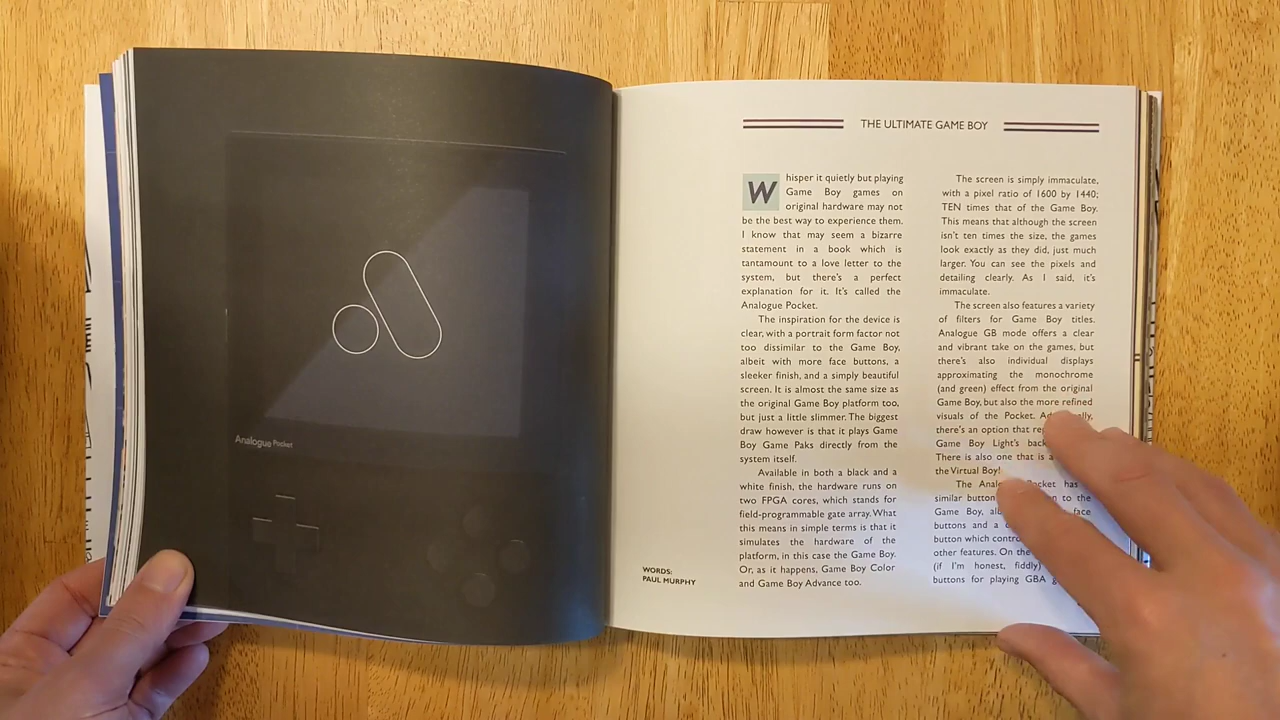 Analogue Pocket
THE ULTIMATE GAME BOY
Whisper it quietly but playing
Game Boy games on
original hardware may not
be the best way to experience them.
I know that may seem a bizarre
statement in a book which is
tantamount to a love letter to the
system, but there's a perfect
explanation for it. It's called the
Analogue Pocket.
The inspiration for the device is
clear, with a portrait form factor not
too dissimilar to the Game Boy,
albeit with more face buttons, a
sleeker finish, and a simply beautiful
screen. It is almost the same size as
the original Game Boy platform too,
but just a little slimmer. The biggest
draw however is that it plays Game
Boy Game Paks directly from the
system itself.
Available in both a black and a
white finish, the hardware runs on
two FPGA cores, which stands for
field-programmable gate array. What
this means in simple terms is that it
simulates the hardware of the
platform, in this case the Game Boy.
Or, as it happens, Game Boy Color
and Game Boy Advance too.
WORDS:
PAUL MURPHY
The screen is simply immaculate,
with a pixel ratio of 1600 by 1440;
TEN times that of the Game Boy.
This means that although the screen
isn't ten times the size, the games
look exactly as they did, just much
larger. You can see the pixels and
detailing clearly. As I said, it's
immaculate.
The screen also features a variety
of filters for Game Boy titles.
Analogue GB mode offers a clear
and vibrant take on the games, but
there's also individual displays
approximating the monochrome
(and green) effect from the original
Game Boy, but also the more refined
visuals of the Pocket.
there's an option that
Game Boy Light's
There is also one that is a
the Virtual Boy!
The Pocket has
similar to the
Game Boy, face
buttons and a
button which
other features. On the
(if I'm honest, fiddly)
buttons for playing GBA